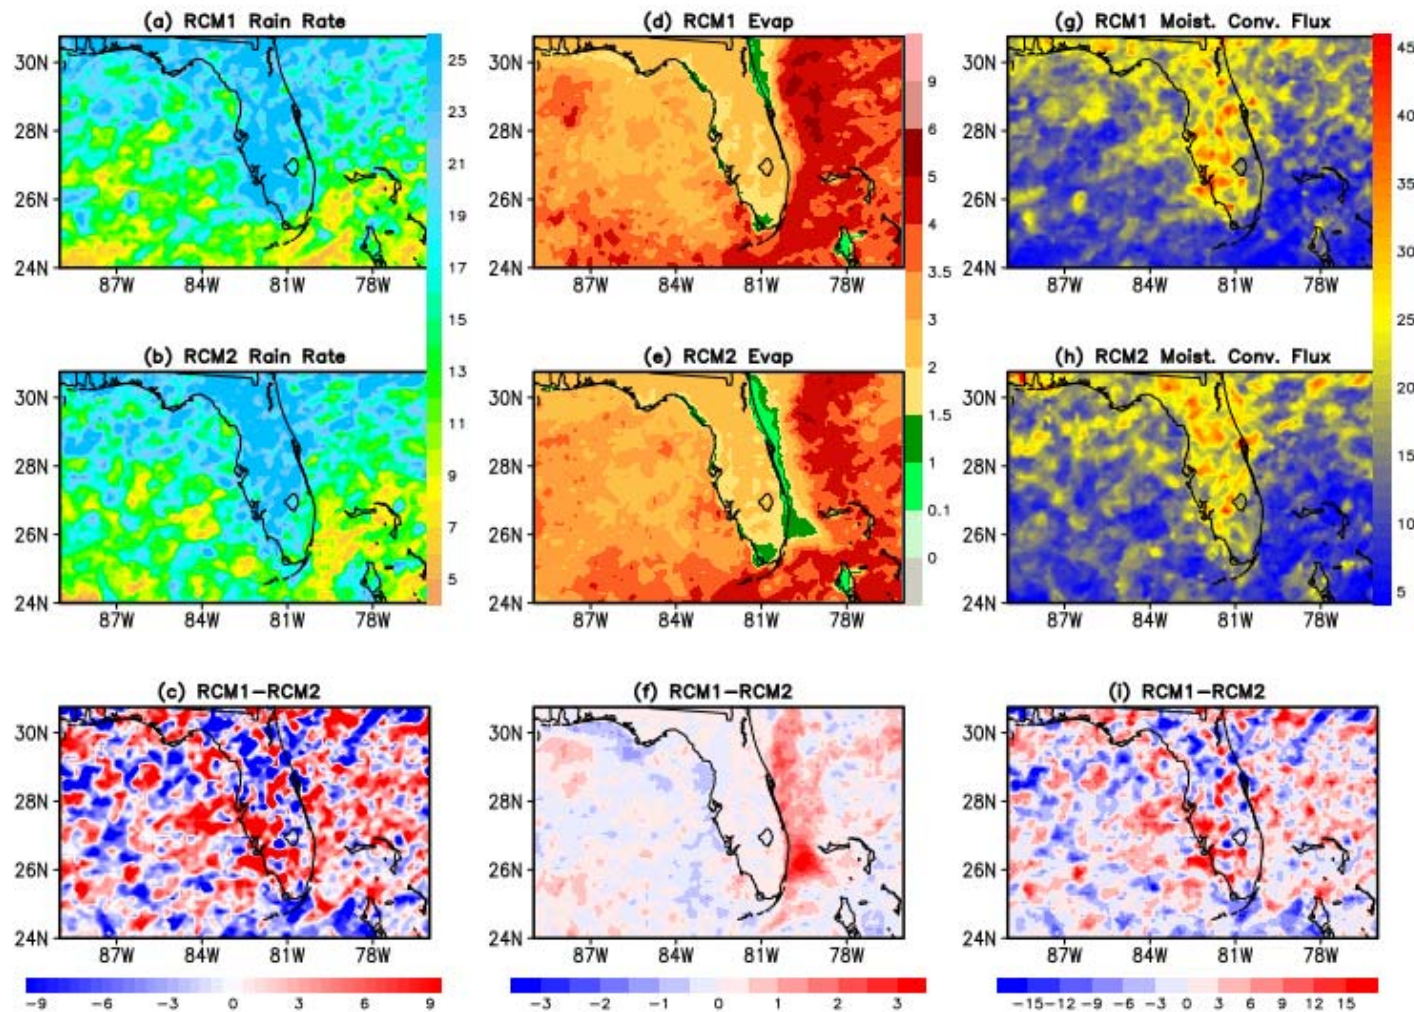 (a) RCM1 Rain Rate
30N
28N
26N
24N
87W 84W 81W 78W
(b) RCM2 Rain Rate
30N
28N
26N
24N
87W 84W 81W 78W
25
23
21
19
17
15
13
11
9
7
5
(c) RCM1-RCM2
30N
28N
26N
24N
87W 84W 81W 78W
-9 -6 -3 0 3 6 9
(d) RCM1 Evap
30N
28N
26N
24N
87W 84W 81W 78W
(e) RCM2 Evap
30N
28N
26N
24N
87W 84W 81W 78W
9
6
5
4
3.5
3
2
1.5
1
0.1
0
(f) RCM1-RCM2
30N
28N
26N
24N
87W 84W 81W 78W
-3 -2 -1 0 1 2 3
(g) RCM1 Moist. Conv. Flux
30N
28N
26N
24N
87W 84W 81W 78W
(h) RCM2 Moist. Conv. Flux
30N
28N
26N
24N
87W 84W 81W 78W
45
40
35
30
25
20
15
10
5
(i) RCM1-RCM2
30N
28N
26N
24N
87W 84W 81W 78W
-15 -12 -9 -6 -3 0 3 6 9 12 15